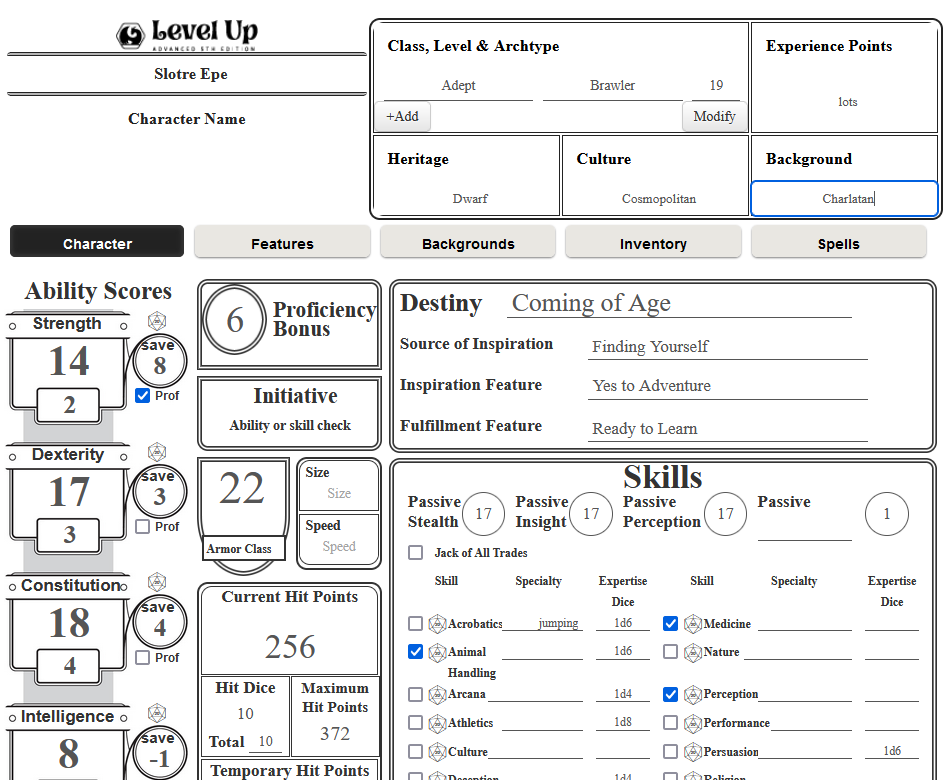 Level Up
ADVANCED 5TH EDITION
Slotre Epe
Character Name
Class, Level & Archtype
Adept Brawler 19
+Add Modify
Experience Points
lots
Heritage
Dwarf
Culture
Cosmopolitan
Background
Charlatan
Character Features Backgrounds Inventory Spells
Ability Scores
Strength
14
2
save
8
Prof
Dexterity
17
3
save
3
Prof
Constitution
18
4
save
4
Prof
Intelligence
8
save
-1
6
Proficiency
Bonus
Initiative
Ability or skill check
22
Armor Class
Size
Size
Speed
Speed
Current Hit Points
256
Hit Dice
10
Total 10
Maximum
Hit Points
372
Temporary Hit Points
Destiny Coming of Age
Source of Inspiration Finding Yourself
Inspiration Feature Yes to Adventure
Fulfillment Feature Ready to Learn
Skills
Passive
Stealth 17
Passive
Insight 17
Passive
Perception 17
Passive
1
Jack of All Trades
Skill Specialty Expertise
Dice
Skill Specialty Expertise
Dice
Acrobatics jumping 1d6
Medicine
Animal
Handling 1d6
Nature
Arcana 1d4
Perception
Athletics 1d8
Performance
Culture
Persuasion 1d6
Deception 1d4
Religion